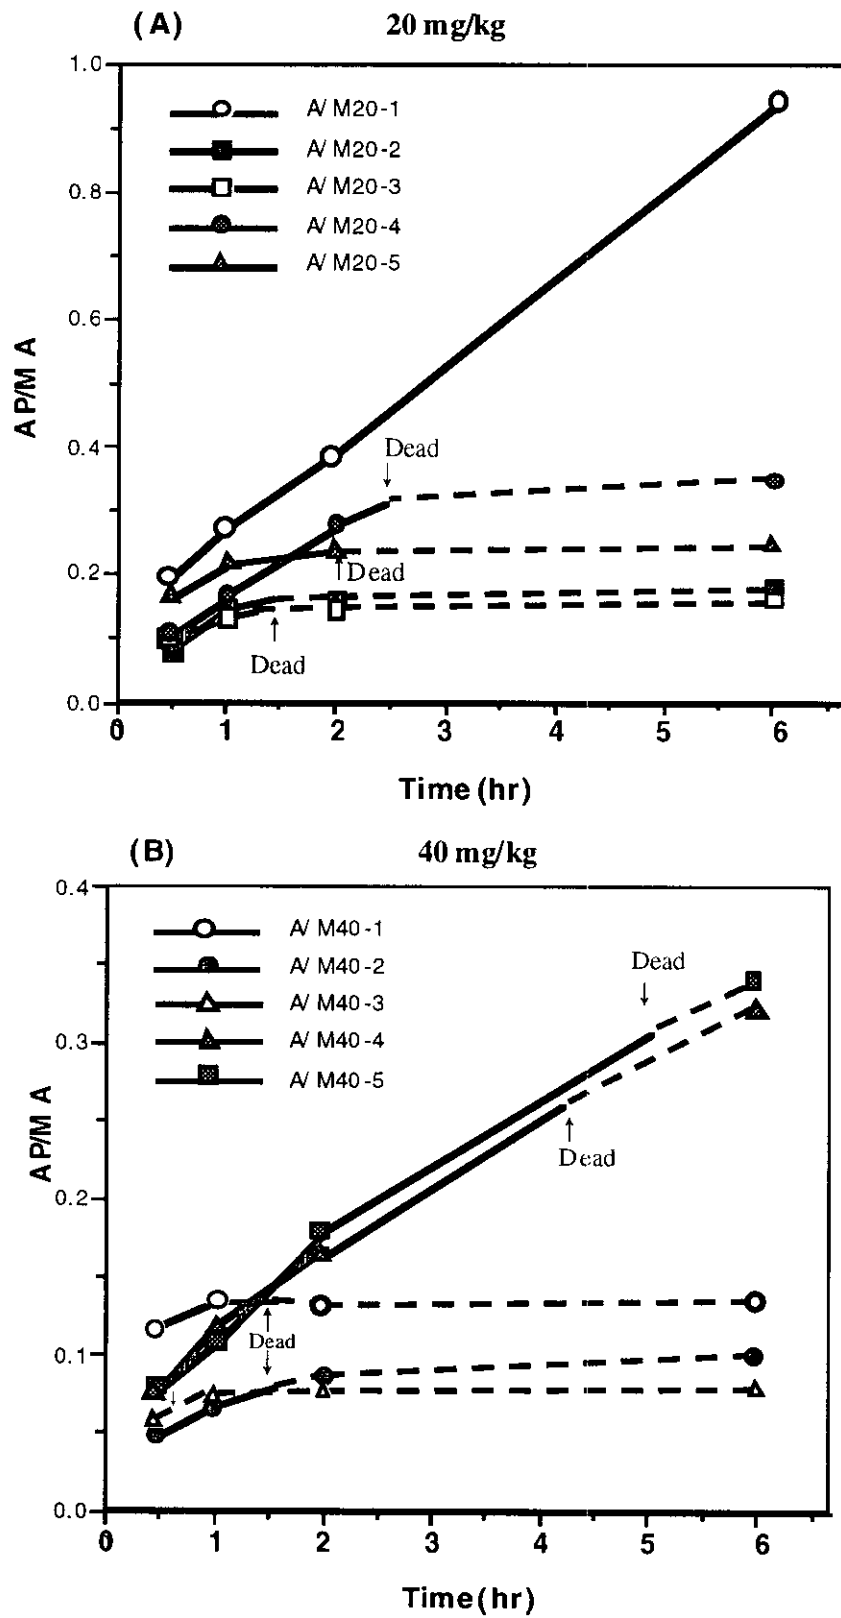 (A) 20 mg/kg
1.0
0.8
0.6
0.4
0.2
0.0
AP/M A
A/ M20-1
A/ M20-2
A/ M20-3
A/ M20-4
A/ M20-5
Dead
Dead
Dead
0 1 2 3 4 5 6
Time (hr)
(B) 40 mg/kg
0.4
0.3
0.2
0.1
0.0
AP/M A
A/ M40-1
A/ M40-2
A/ M40-3
A/ M40-4
A/ M40-5
Dead
Dead
Dead
0 1 2 3 4 5 6
Time (hr)